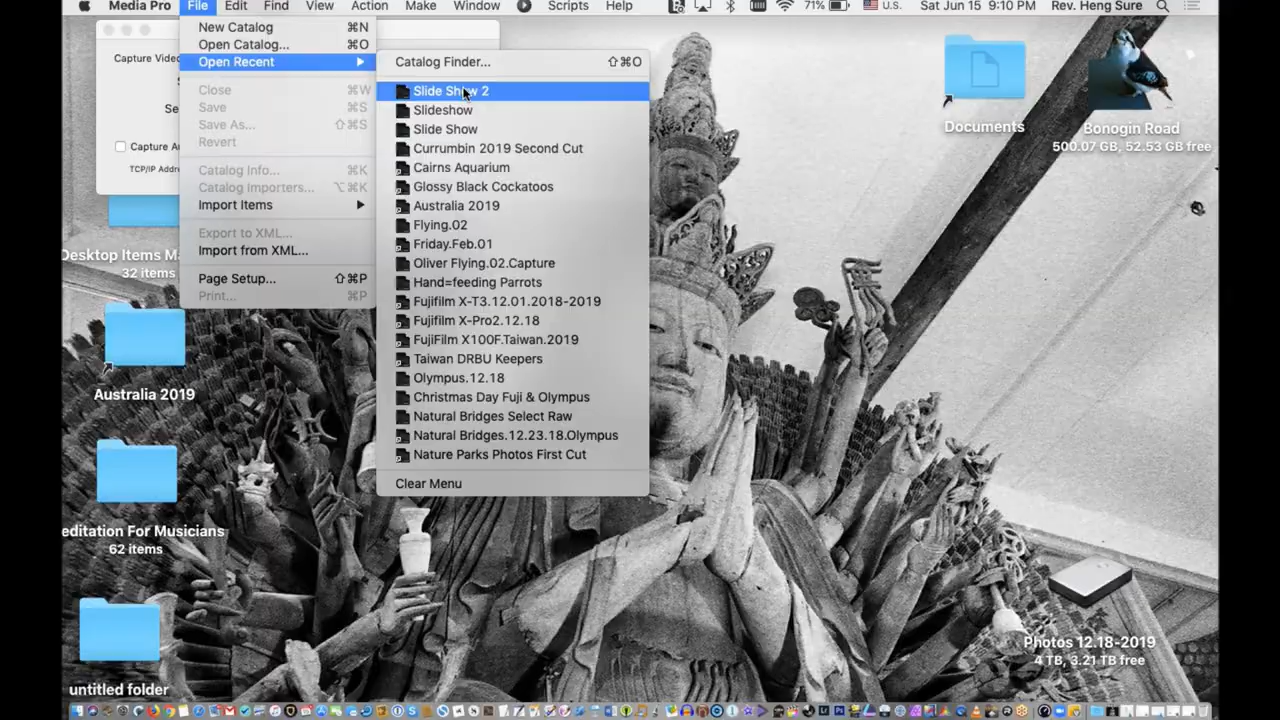 Media Pro File Edit Find View Action Make Window Scripts Help 71% U.S. Sat Jun 15 9:10 PM Rev. Heng Sure
New Catalog ⌘N
Open Catalog... ⌘O
Open Recent
Close ⌘W
Save ⌘S
Save As... ⇧⌘S
Revert
Catalog Info... ⌘K
Catalog Importers... ⌥⌘K
Import Items
Export to XML...
Import from XML...
Page Setup... ⇧⌘P
Print... ⌘P
Catalog Finder... ⇧⌘O
Slide Show 2
Slideshow
Slide Show
Currumbin 2019 Second Cut
Cairns Aquarium
Glossy Black Cockatoos
Australia 2019
Flying.02
Friday.Feb.01
Oliver Flying.02.Capture
Hand=feeding Parrots
Fujifilm X-T3.12.01.2018-2019
Fujifilm X-Pro2.12.18
FujiFilm X100F.Taiwan.2019
Taiwan DRBU Keepers
Olympus.12.18
Christmas Day Fuji & Olympus
Natural Bridges Select Raw
Natural Bridges.12.23.18.Olympus
Nature Parks Photos First Cut
Clear Menu
Capture Vide
Se
Capture A
TCP/IP Addr
Desktop Items M
32 items
Australia 2019
editation For Musicians
62 items
untitled folder
Documents
Bonogin Road
500.07 GB, 52.53 GB free
Photos 12.18-2019
4 TB, 3.21 TB free